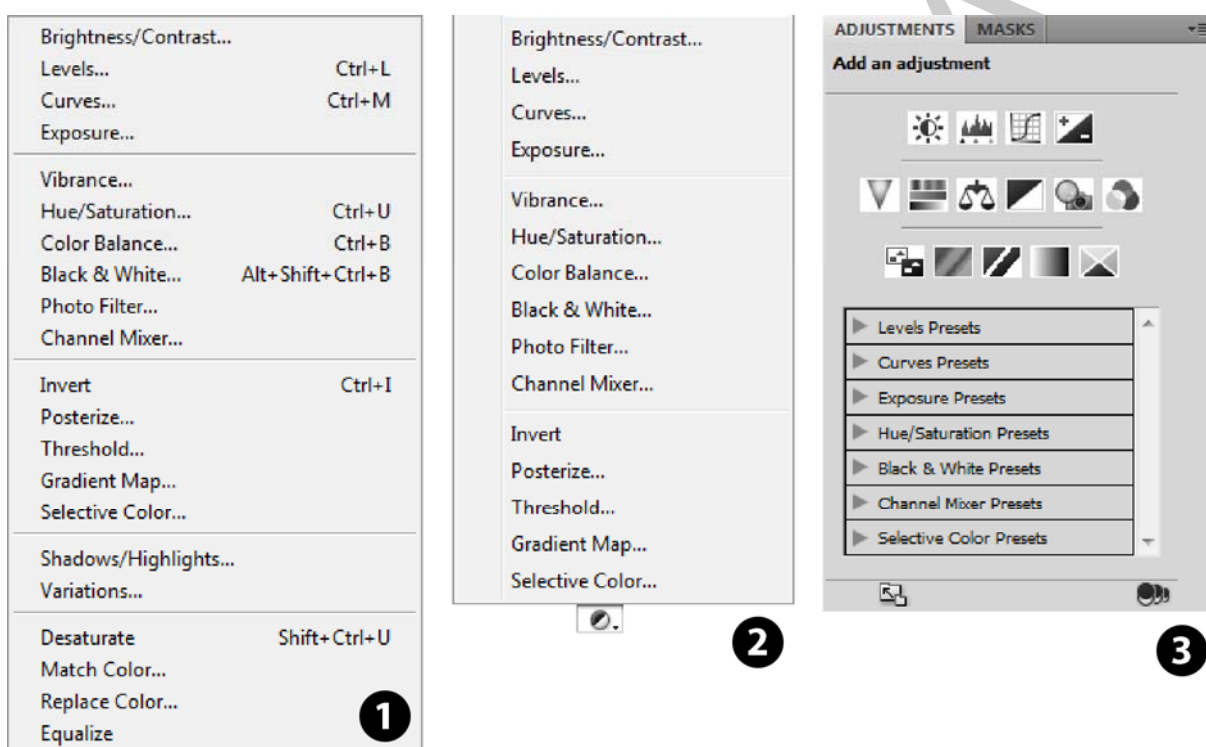 Brightness/Contrast...
Levels... Ctrl+L
Curves... Ctrl+M
Exposure...
Vibrance...
Hue/Saturation... Ctrl+U
Color Balance... Ctrl+B
Black & White... Alt+Shift+Ctrl+B
Photo Filter...
Channel Mixer...
Invert Ctrl+I
Posterize...
Threshold...
Gradient Map...
Selective Color...
Shadows/Highlights...
Variations...
Desaturate Shift+Ctrl+U
Match Color...
Replace Color...
Equalize
1
Brightness/Contrast...
Levels...
Curves...
Exposure...
Vibrance...
Hue/Saturation...
Color Balance...
Black & White...
Photo Filter...
Channel Mixer...
Invert
Posterize...
Threshold...
Gradient Map...
Selective Color...
2
ADJUSTMENTS MASKS
Add an adjustment
Levels Presets
Curves Presets
Exposure Presets
Hue/Saturation Presets
Black & White Presets
Channel Mixer Presets
Selective Color Presets
3